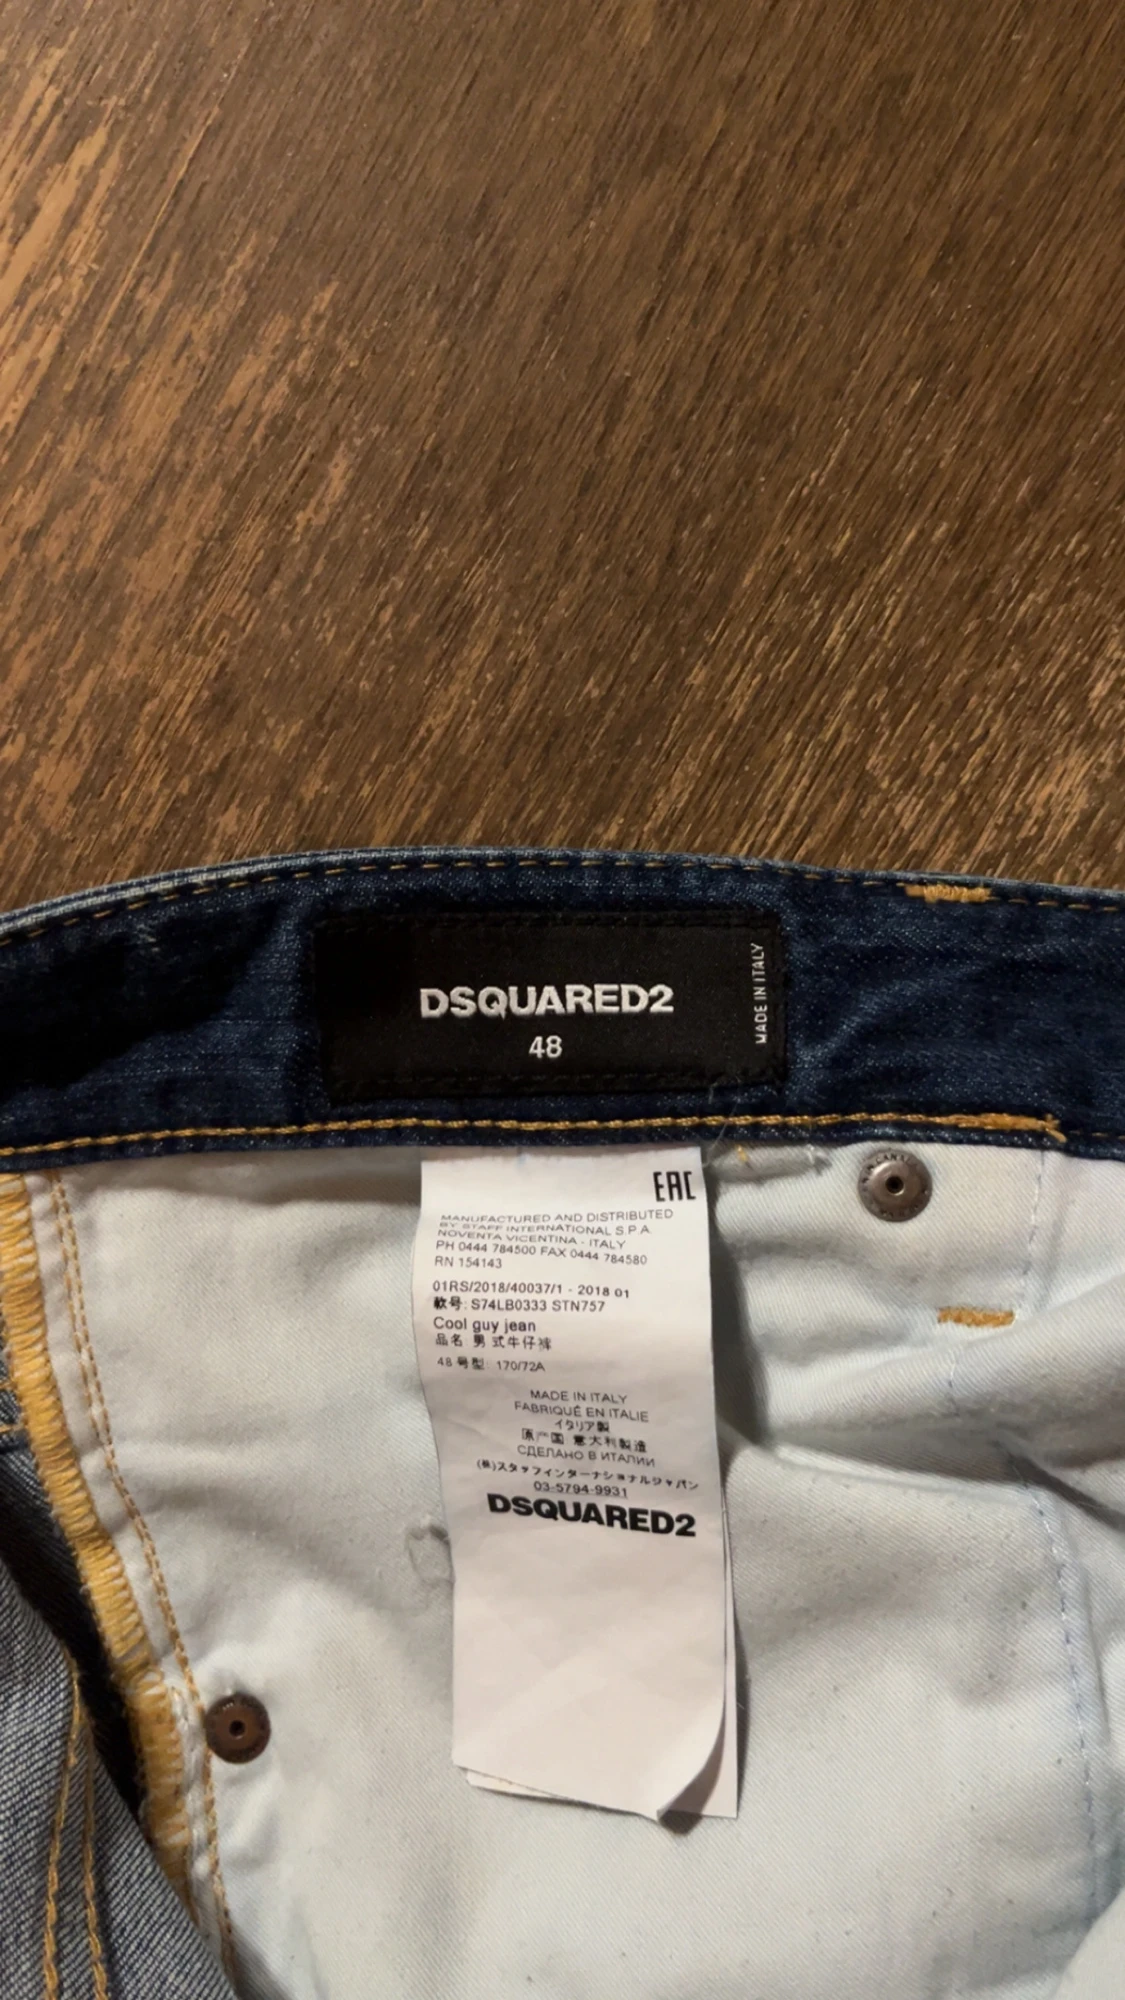 DSQUARED2
48
MADE IN ITALY
EAC
MANUFACTURED AND DISTRIBUTED
BY STAFF INTERNATIONAL S.P.A.
NOVENTA VICENTINA - ITALY
PH 0444 784500 FAX 0444 784580
RN 154143
01RS/2018/40037/1 - 2018 01
款号: S74LB0333 STN757
Cool guy jean
品名 男式牛仔裤
48 号型: 170/72A
MADE IN ITALY
FABRIQUÉ EN ITALIE
イタリア製
原产国 意大利製造
СДЕЛАНО В ИТАЛИИ
(株)スタッフインターナショナルジャパン
03-5794-9931
DSQUARED2